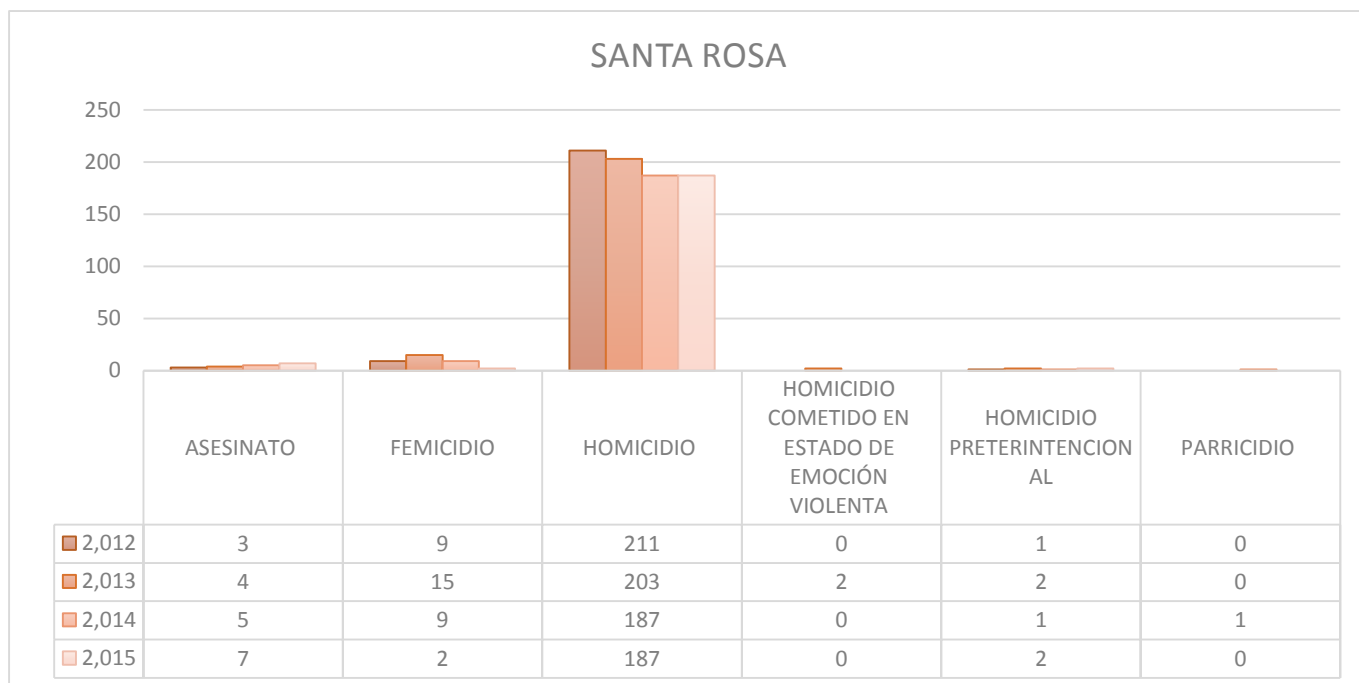 SANTA ROSA
250
200
150
100
50
0
ASESINATO
FEMICIDIO
HOMICIDIO
HOMICIDIO
COMETIDO EN
ESTADO DE
EMOCIÓN
VIOLENTA
HOMICIDIO
PRETERINTENCION
AL
PARRICIDIO
2,012 3 9 211 0 1 0
2,013 4 15 203 2 2 0
2,014 5 9 187 0 1 1
2,015 7 2 187 0 2 0